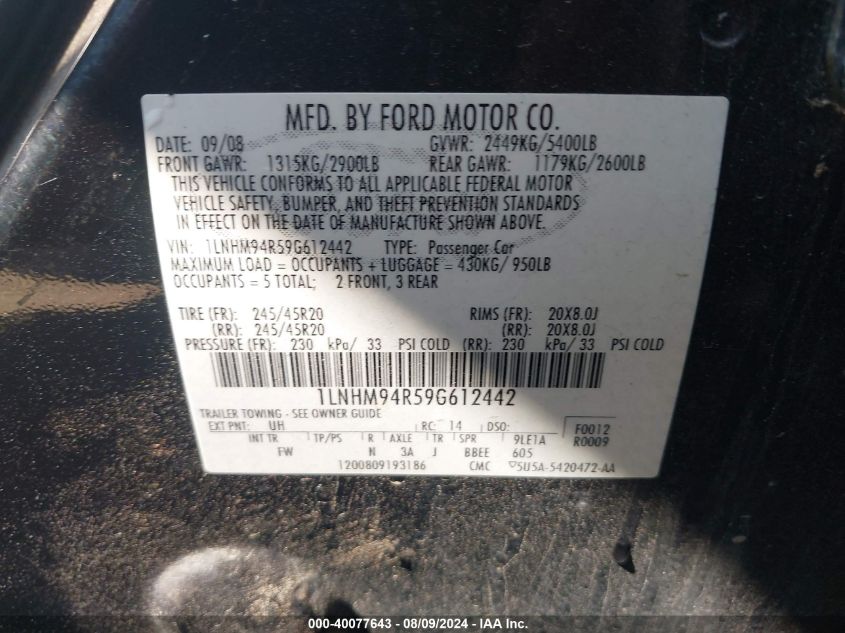 MFD. BY FORD MOTOR CO.
DATE: 09/08 GVWR: 2449KG/5400LB
FRONT GAWR: 1315KG/2900LB REAR GAWR: 1179KG/2600LB
THIS VEHICLE CONFORMS TO ALL APPLICABLE FEDERAL MOTOR
VEHICLE SAFETY, BUMPER, AND THEFT PREVENTION STANDARDS
IN EFFECT ON THE DATE OF MANUFACTURE SHOWN ABOVE.
VIN: 1LNHM94R59G612442 TYPE: Passenger Car
MAXIMUM LOAD = OCCUPANTS + LUGGAGE = 430KG/ 950LB
OCCUPANTS = 5 TOTAL; 2 FRONT, 3 REAR
TIRE (FR): 245/45R20 RIMS (FR): 20X8.0J
(RR): 245/45R20 (RR): 20X8.0J
PRESSURE (FR): 230 kPa/ 33 PSI COLD (RR): 230 kPa/ 33 PSI COLD
1LNHM94R59G612442
TRAILER TOWING - SEE OWNER GUIDE
EXT PNT: UH RC: 14 DSO: F0012
INT TR TP/PS R AXLE TR SPR 9LE1A R0009
FW N 3A J BBEE 605
1200809193186 CMC 5U5A-5420472-AA
000-40077643 - 08/09/2024 - IAA Inc.